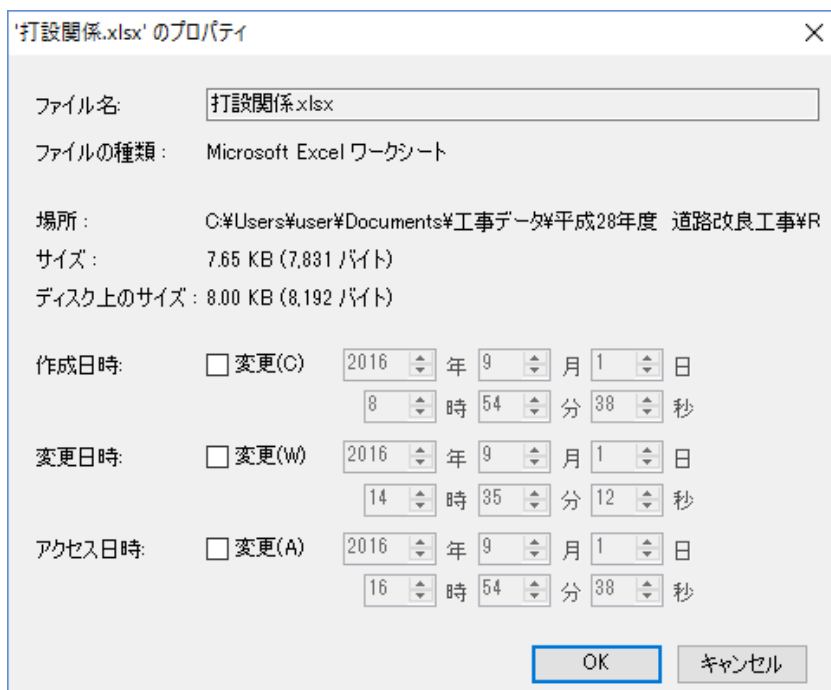 '打設関係.xlsx' のプロパティ
ファイル名: 打設関係.xlsx
ファイルの種類： Microsoft Excel ワークシート
場所： C:¥Users¥user¥Documents¥工事データ¥平成28年度　道路改良工事¥R
サイズ： 7.65 KB (7,831 バイト)
ディスク上のサイズ： 8.00 KB (8,192 バイト)
作成日時: 変更(C) 2016 年 9 月 1 日
8 時 54 分 38 秒
変更日時: 変更(W) 2016 年 9 月 1 日
14 時 35 分 12 秒
アクセス日時: 変更(A) 2016 年 9 月 1 日
16 時 54 分 38 秒
OK キャンセル